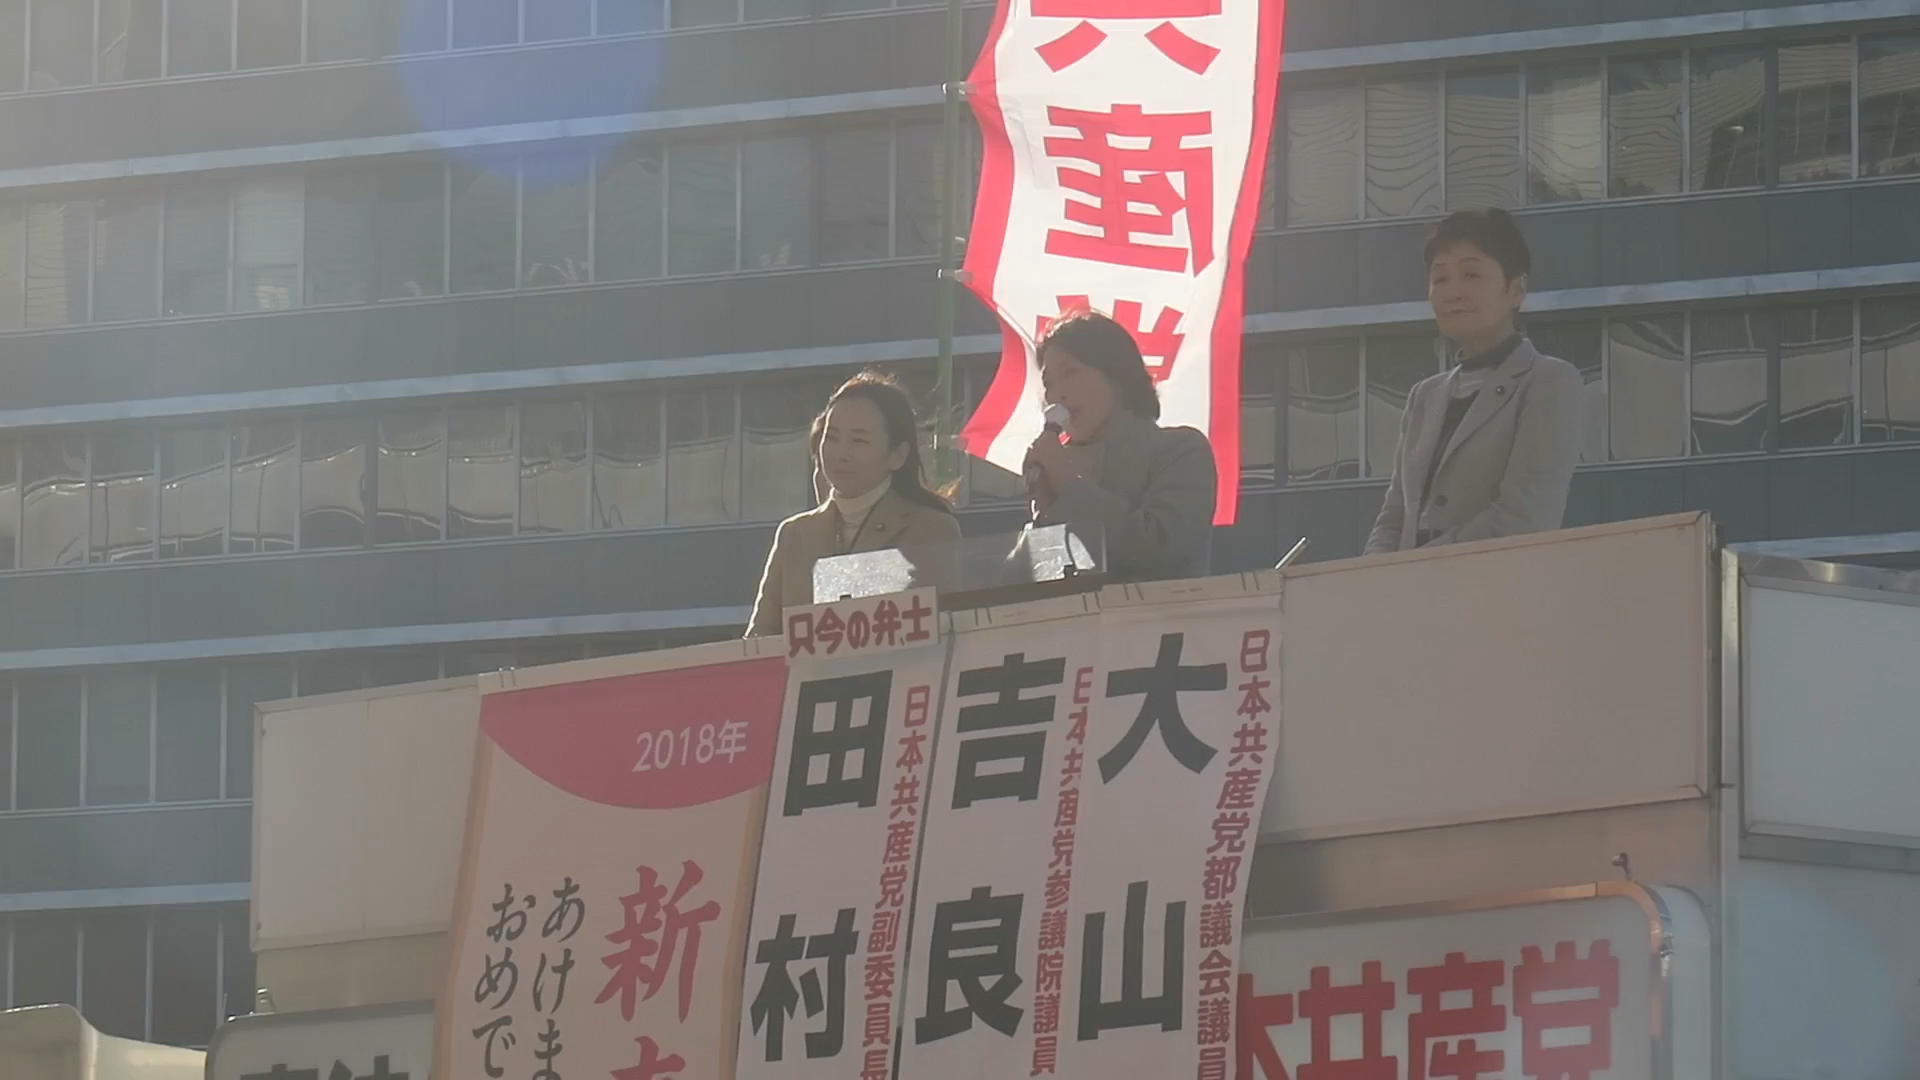 共産党
只今の弁士
日本共産党都議会議員
大山
日本共産党参議院議員
吉良
日本共産党副委員長
田村
2018年
新
あけま
おめで
本共産党